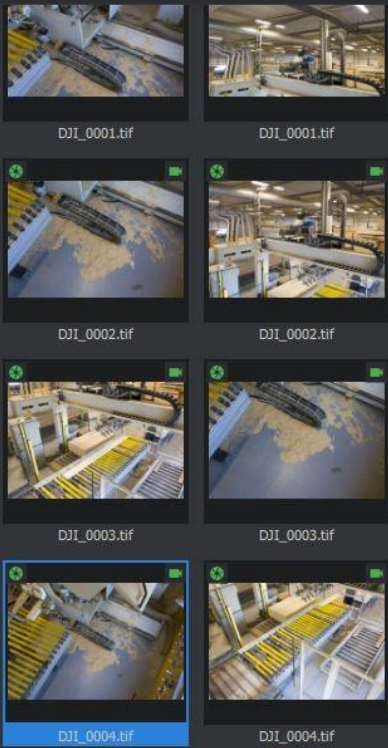 DJI_0001.tif DJI_0001.tif
DJI_0002.tif DJI_0002.tif
DJI_0003.tif DJI_0003.tif
DJI_0004.tif DJI_0004.tif